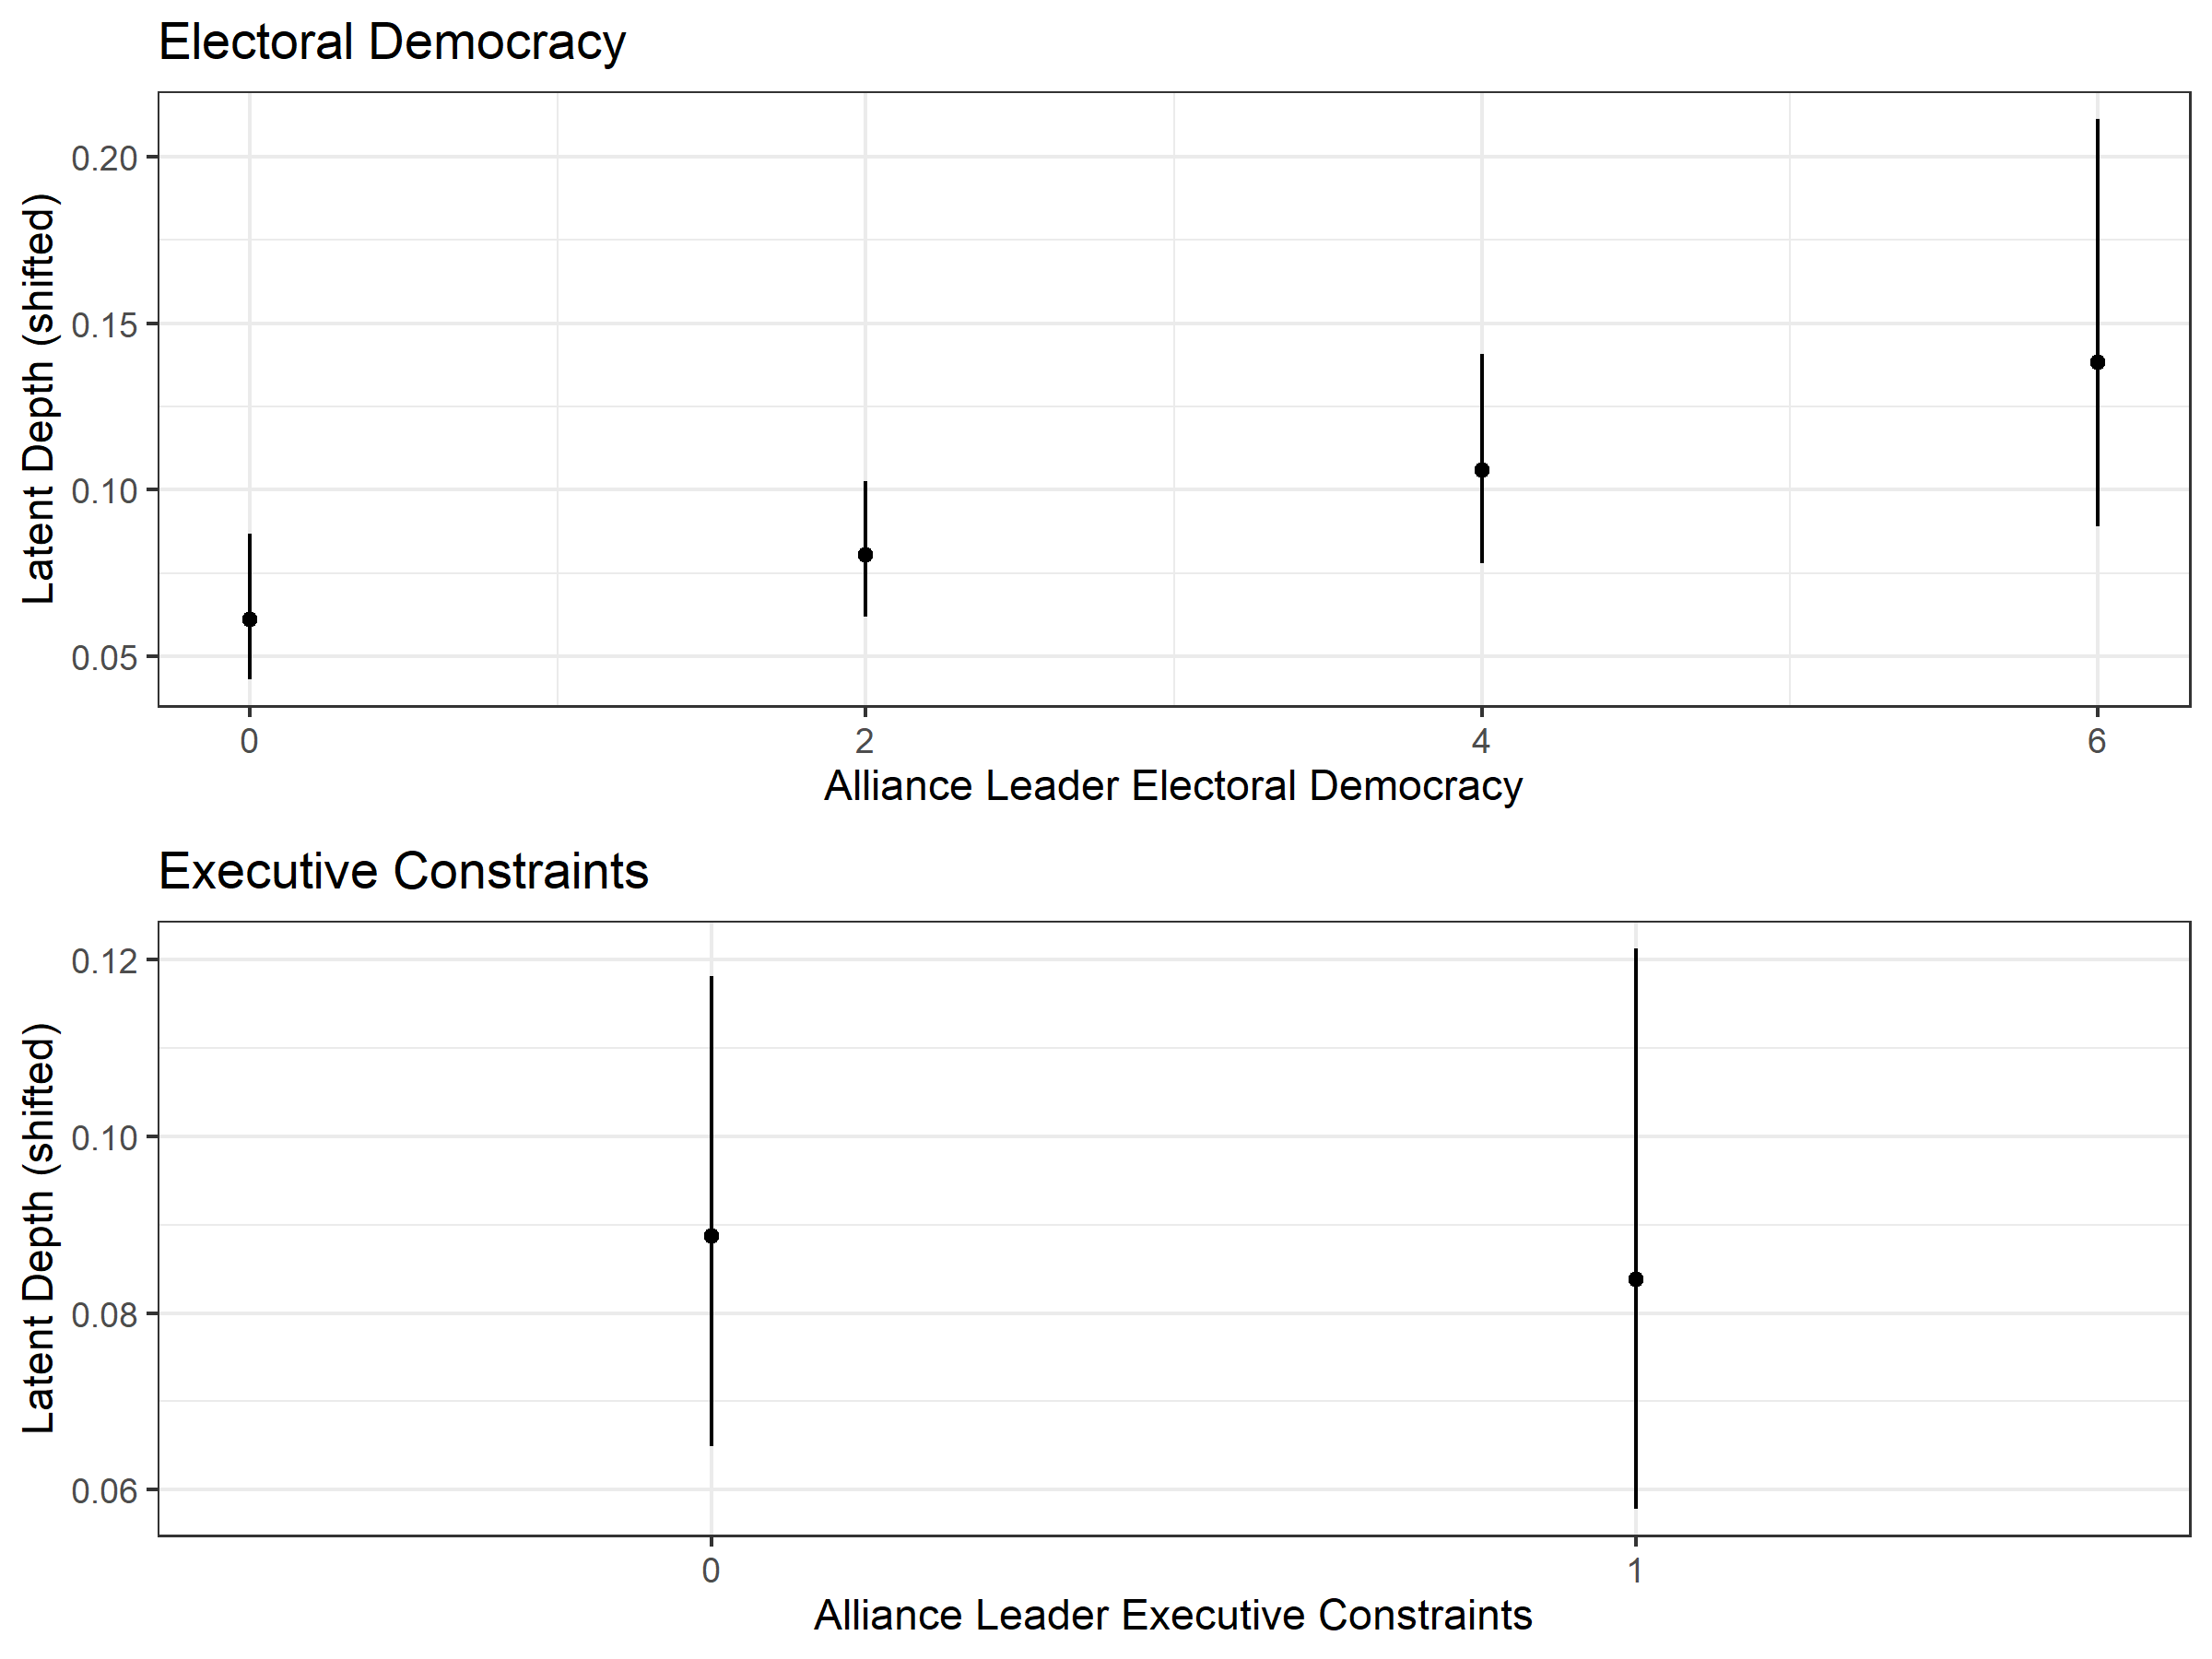 Electoral Democracy
Latent Depth (shifted)
0.20
0.15
0.10
0.05
0 2 4 6
Alliance Leader Electoral Democracy
Executive Constraints
Latent Depth (shifted)
0.12
0.10
0.08
0.06
0 1
Alliance Leader Executive Constraints